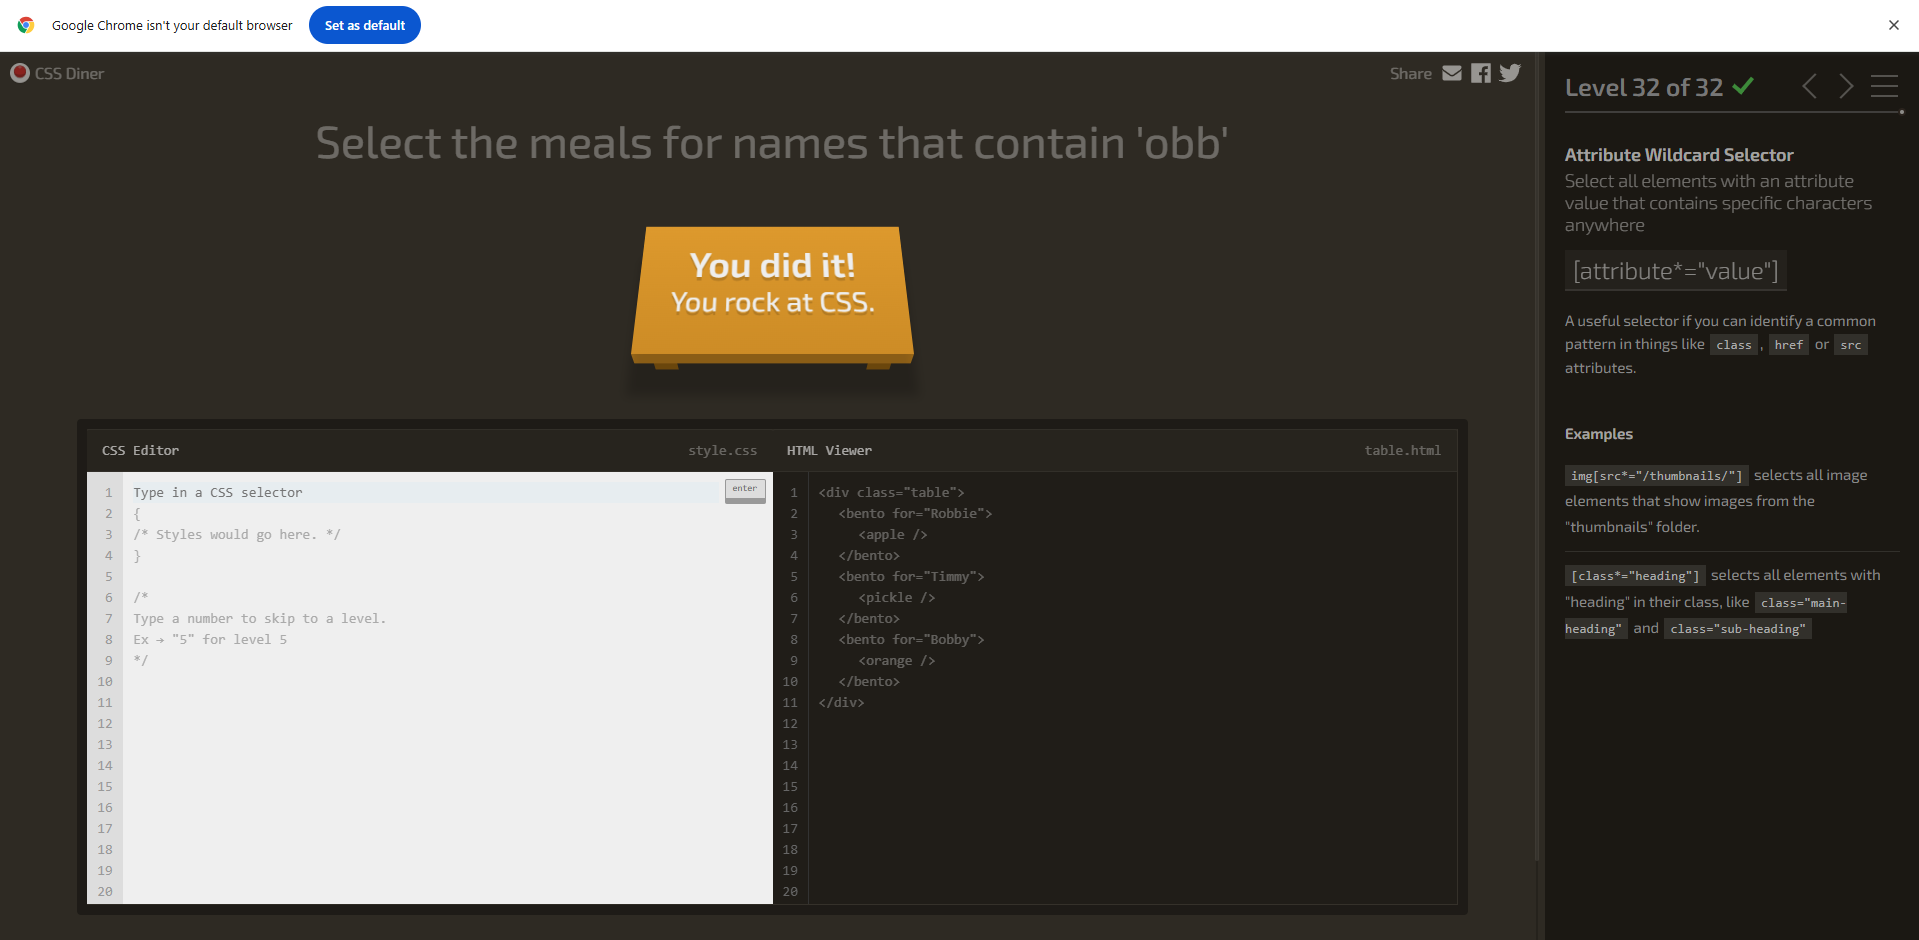 Google Chrome isn't your default browser
Set as default
CSS Diner
Share
Select the meals for names that contain 'obb'
You did it!
You rock at CSS.
CSS Editor
style.css
1 Type in a CSS selector
enter
2 {
3 /* Styles would go here. */
4 }
5
6 /*
7 Type a number to skip to a level.
8 Ex → "5" for level 5
9 */
10
11
12
13
14
15
16
17
18
19
20
HTML Viewer
table.html
1 <div class="table">
2 <bento for="Robbie">
3 <apple />
4 </bento>
5 <bento for="Timmy">
6 <pickle />
7 </bento>
8 <bento for="Bobby">
9 <orange />
10 </bento>
11 </div>
12
13
14
15
16
17
18
19
20
Level 32 of 32
Attribute Wildcard Selector
Select all elements with an attribute
value that contains specific characters
anywhere
[attribute*="value"]
A useful selector if you can identify a common
pattern in things like class, href or src
attributes.
Examples
img[src*="/thumbnails/"] selects all image
elements that show images from the
"thumbnails" folder.
[class*="heading"] selects all elements with
"heading" in their class, like class="main-
heading" and class="sub-heading"